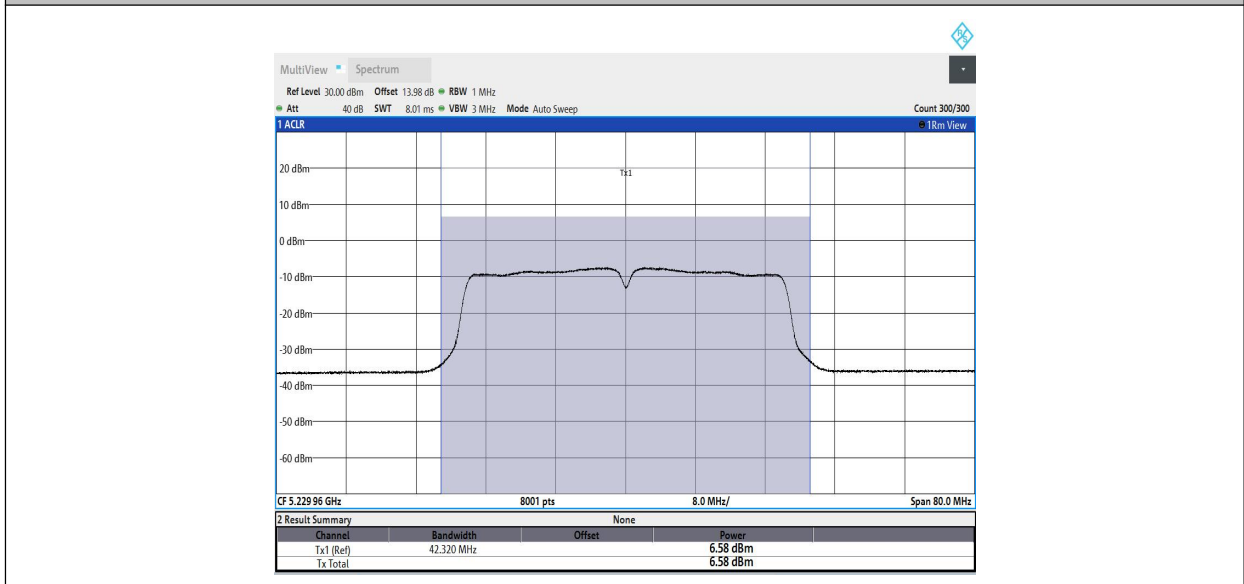 R S
MultiView Spectrum
Ref Level 30.00 dBm Offset 13.98 dB RBW 1 MHz
Att 40 dB SWT 8.01 ms VBW 3 MHz Mode Auto Sweep Count 300/300
1 ACLR 1Rm View
Tx1
20 dBm
10 dBm
0 dBm
-10 dBm
-20 dBm
-30 dBm
-40 dBm
-50 dBm
-60 dBm
CF 5.229 96 GHz 8001 pts 8.0 MHz/ Span 80.0 MHz
2 Result Summary None
Channel Bandwidth Offset Power
Tx1 (Ref) 42.320 MHz 6.58 dBm
Tx Total 6.58 dBm